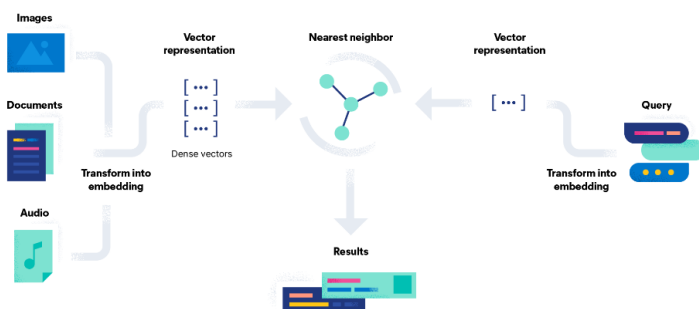 Images
Vector
representation
Nearest neighbor
Vector
representation
[ ••• ]
[ ••• ]
[ ••• ]
[ ••• ]
Documents
Query
Dense vectors
Transform into
embedding
Transform into
embedding
Audio
Results